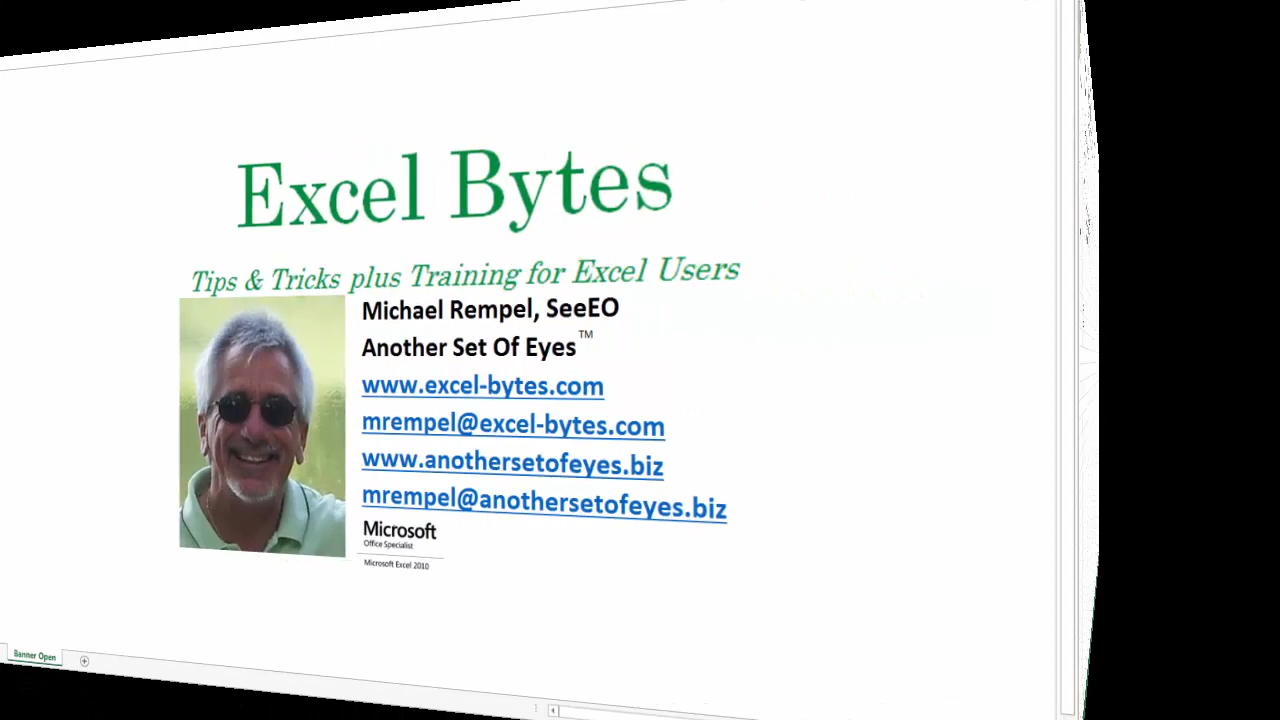 Excel Bytes
Tips & Tricks plus Training for Excel Users
Michael Rempel, SeeEO
Another Set Of Eyes™
www.excel-bytes.com
mrempel@excel-bytes.com
www.anothersetofeyes.biz
mrempel@anothersetofeyes.biz
Microsoft
Office Specialist
Microsoft Excel 2010
Banner Open